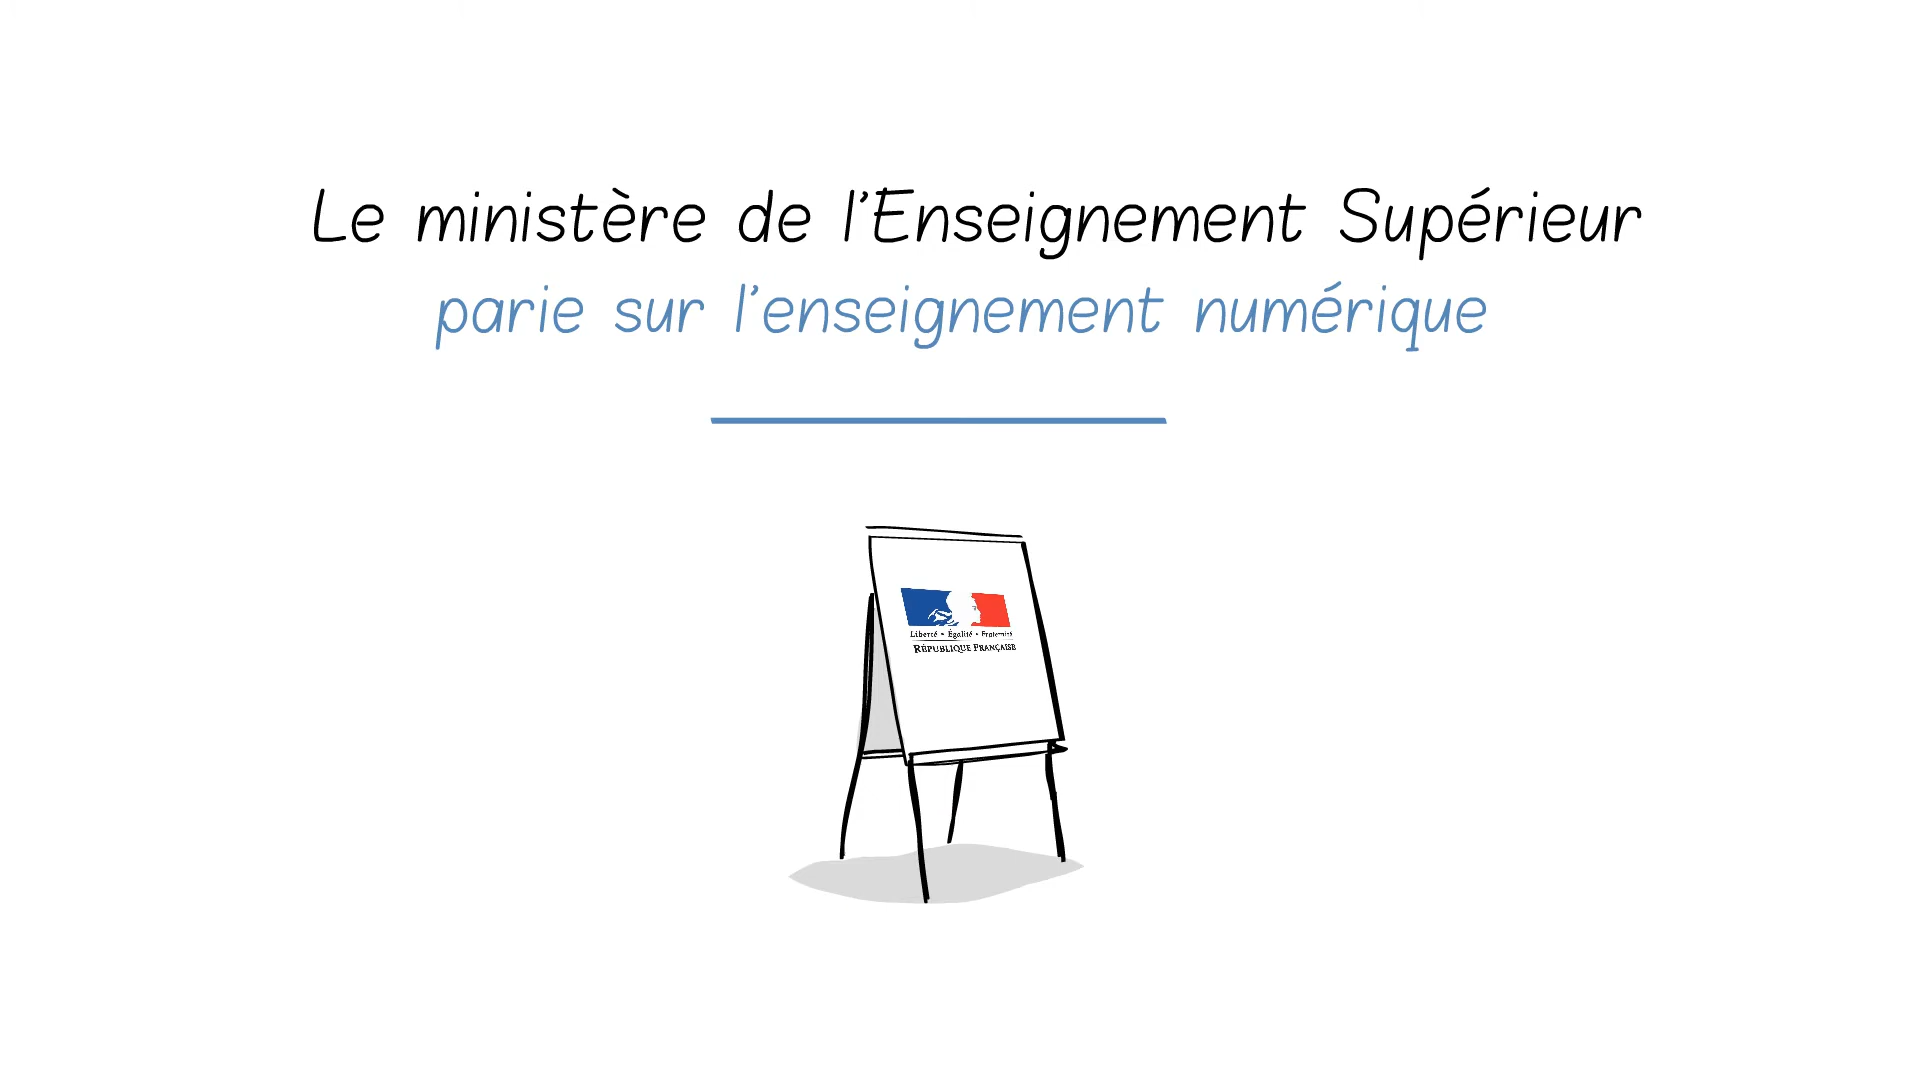 Le ministère de l'Enseignement Supérieur
parie sur l'enseignement numérique
Liberté • Égalité • Fraternité
RÉPUBLIQUE FRANÇAISE